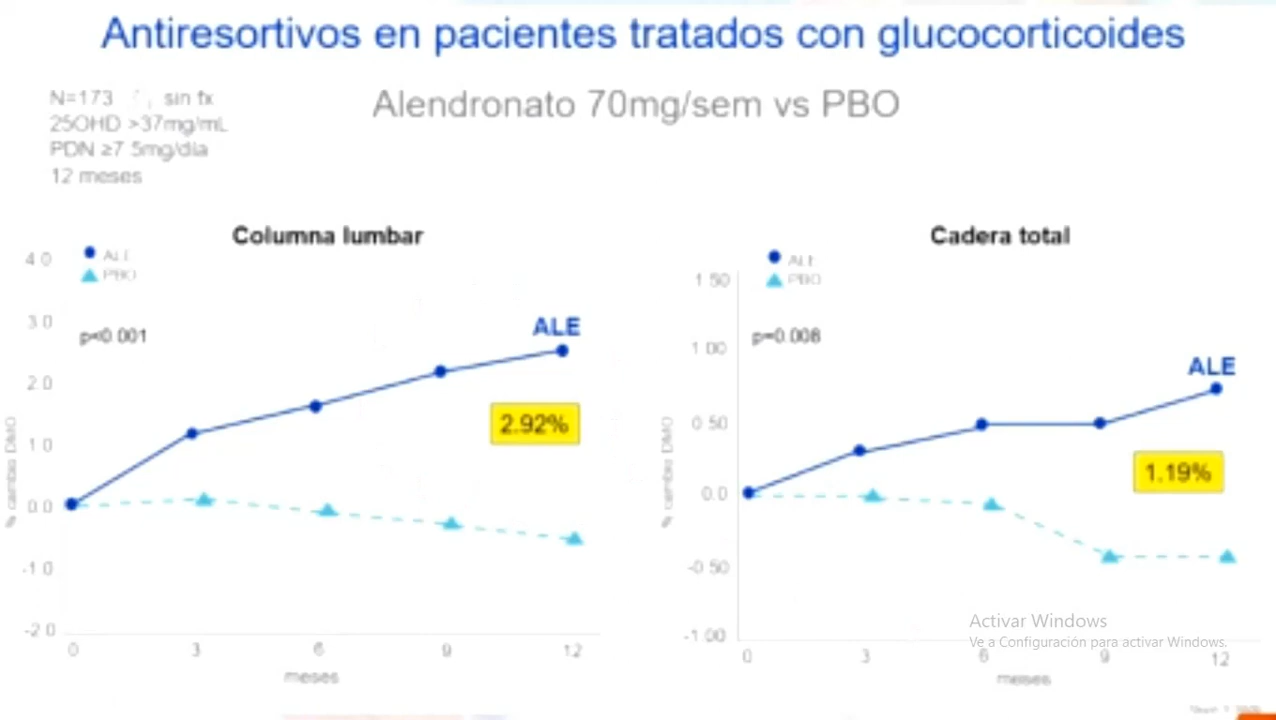 Antiresortivos en pacientes tratados con glucocorticoides
N=173 sin fx
25OHD >37mg/mL
PDN ≥7 5mg/día
12 meses
Alendronato 70mg/sem vs PBO
Columna lumbar
ALE
PBO
p<0.001
ALE
2.92%
% cambio DMO
4 0
3 0
2 0
1 0
0 0
-1 0
-2 0
0 3 6 9 12
meses
Cadera total
ALE
PBO
p=0.008
ALE
1.19%
% cambio DMO
1 50
1 00
0 50
0.0
-0 50
-1 00
0 3 6 9 12
meses
Activar Windows
Ve a Configuración para activar Windows.